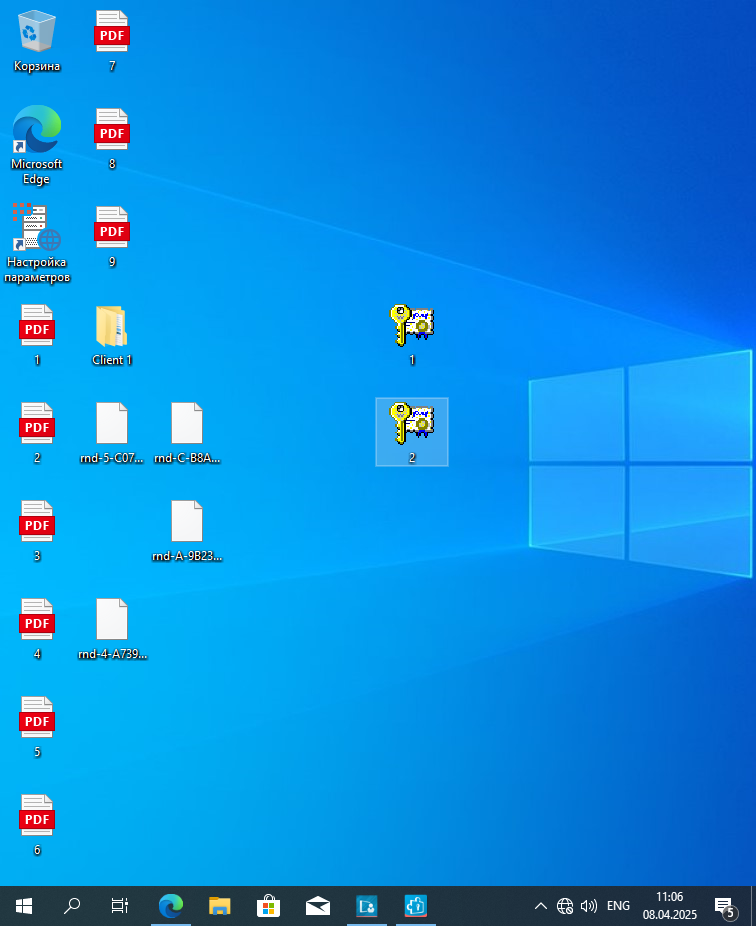 Корзина
PDF
7
Microsoft
Edge
PDF
8
Настройка
параметров
PDF
9
PDF
1
Client 1
1
PDF
2
rnd-5-C07...
rnd-C-B8A...
2
PDF
3
rnd-A-9B23...
PDF
4
rnd-4-A739...
PDF
5
PDF
6
ENG
11:06
08.04.2025
5